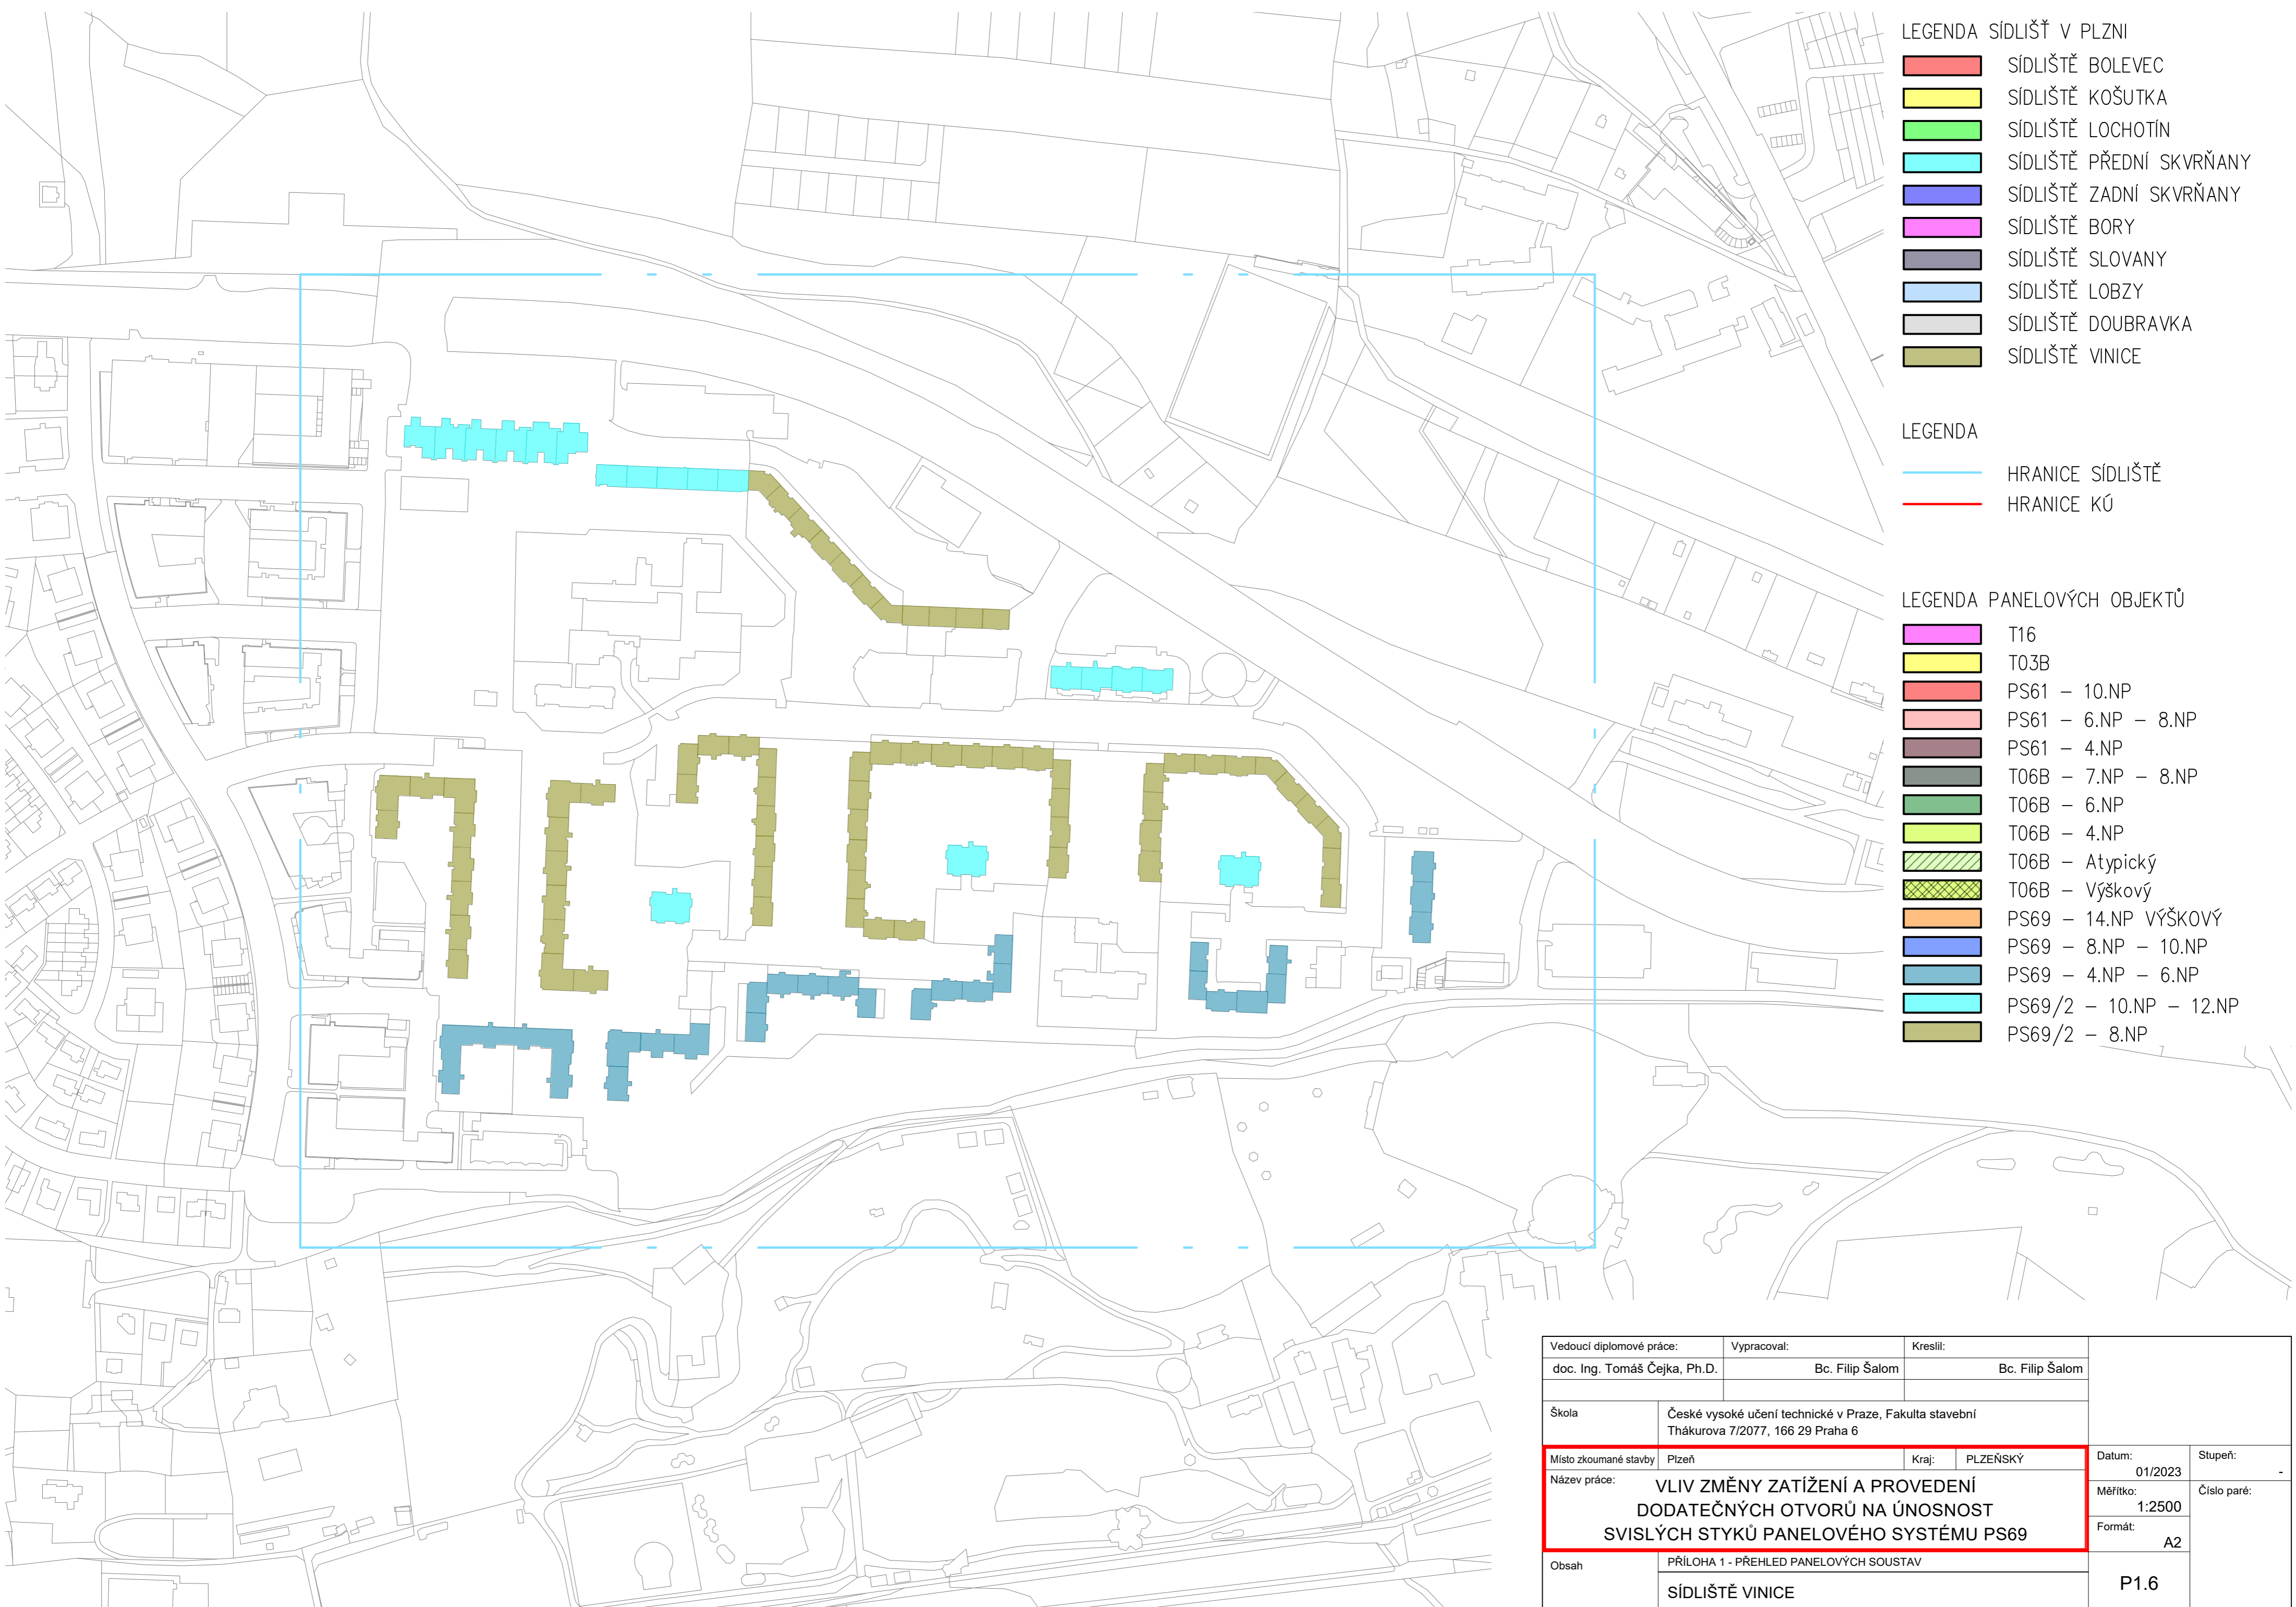 LEGENDA SÍDLIŠŤ V PLZNI
SÍDLIŠTĚ BOLEVEC
SÍDLIŠTĚ KOŠUTKA
SÍDLIŠTĚ LOCHOTÍN
SÍDLIŠTĚ PŘEDNÍ SKVRŇANY
SÍDLIŠTĚ ZADNÍ SKVRŇANY
SÍDLIŠTĚ BORY
SÍDLIŠTĚ SLOVANY
SÍDLIŠTĚ LOBZY
SÍDLIŠTĚ DOUBRAVKA
SÍDLIŠTĚ VINICE
LEGENDA
HRANICE SÍDLIŠTĚ
HRANICE KÚ
LEGENDA PANELOVÝCH OBJEKTŮ
T16
T03B
PS61 – 10.NP
PS61 – 6.NP – 8.NP
PS61 – 4.NP
T06B – 7.NP – 8.NP
T06B – 6.NP
T06B – 4.NP
T06B – Atypický
T06B – Výškový
PS69 – 14.NP VÝŠKOVÝ
PS69 – 8.NP – 10.NP
PS69 – 4.NP – 6.NP
PS69/2 – 10.NP – 12.NP
PS69/2 – 8.NP
Vedoucí diplomové práce: Vypracoval: Kreslil:
doc. Ing. Tomáš Čejka, Ph.D. Bc. Filip Šalom Bc. Filip Šalom
Škola České vysoké učení technické v Praze, Fakulta stavební
Thákurova 7/2077, 166 29 Praha 6
Místo zkoumané stavby Plzeň Kraj: PLZEŇSKÝ
Název práce: VLIV ZMĚNY ZATÍŽENÍ A PROVEDENÍ
DODATEČNÝCH OTVORŮ NA ÚNOSNOST
SVISLÝCH STYKŮ PANELOVÉHO SYSTÉMU PS69
Datum: Stupeň:
01/2023 -
Měřítko: Číslo paré:
1:2500
Formát:
A2
Obsah PŘÍLOHA 1 - PŘEHLED PANELOVÝCH SOUSTAV
SÍDLIŠTĚ VINICE
P1.6